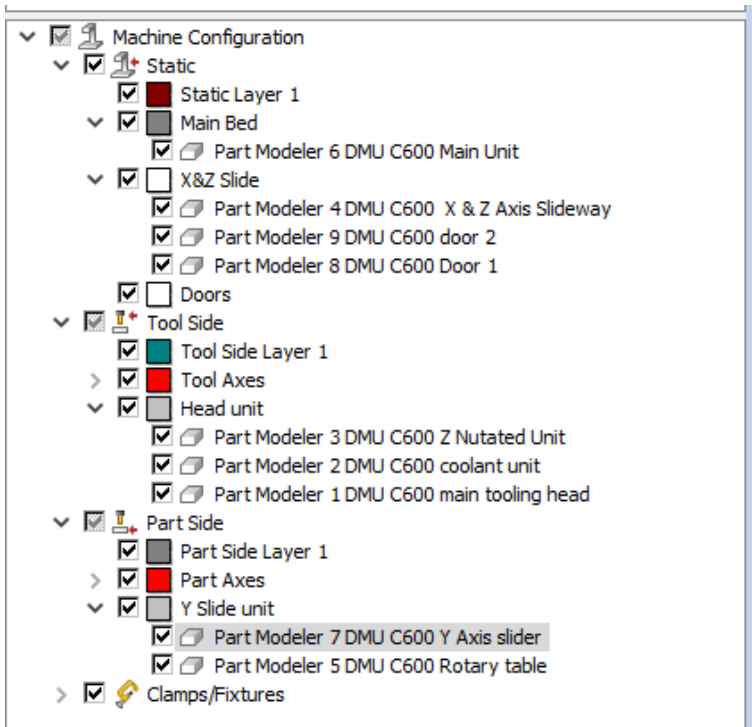 Machine Configuration
Static
Static Layer 1
Main Bed
Part Modeler 6 DMU C600 Main Unit
X&Z Slide
Part Modeler 4 DMU C600  X & Z Axis Slideway
Part Modeler 9 DMU C600 door 2
Part Modeler 8 DMU C600 Door 1
Doors
Tool Side
Tool Side Layer 1
Tool Axes
Head unit
Part Modeler 3 DMU C600 Z Nutated Unit
Part Modeler 2 DMU C600 coolant unit
Part Modeler 1 DMU C600 main tooling head
Part Side
Part Side Layer 1
Part Axes
Y Slide unit
Part Modeler 7 DMU C600 Y Axis slider
Part Modeler 5 DMU C600 Rotary table
Clamps/Fixtures